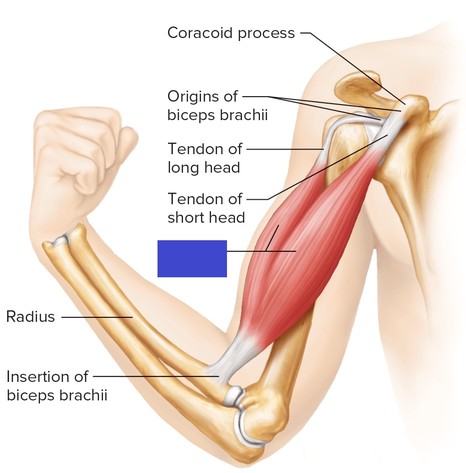 Coracoid process
Origins of
biceps brachii
Tendon of
long head
Tendon of
short head
Radius
Insertion of
biceps brachii